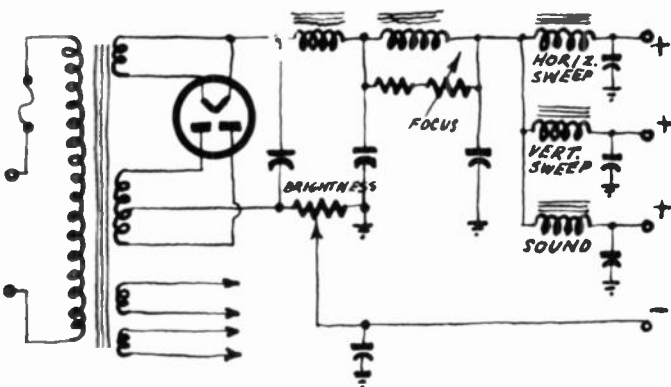 HORIZ.
SWEEP
+
FOCUS
+
VERT.
SWEEP
BRIGHTNESS
+
SOUND
-